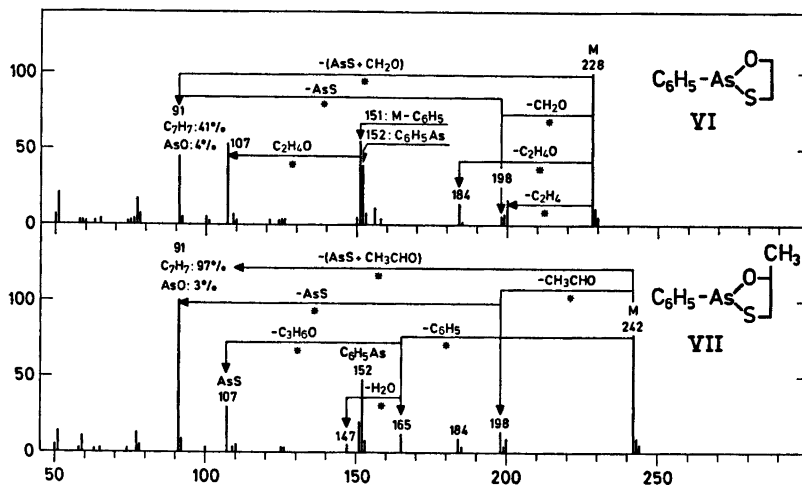 -(AsS + CH₂O)
M
228
-AsS
91
C₇H₇: 41%
AsO: 4%
107
C₂H₄O
151: M - C₆H₅
152: C₆H₅As
-CH₂O
-C₂H₄O
184
198
-C₂H₄
C₆H₅-As
O
S
VI
100
50
0
91
C₇H₇: 97%
AsO: 3%
-(AsS + CH₃CHO)
-CH₃CHO
M
242
-AsS
-C₃H₆O
-C₆H₅
AsS
107
C₆H₅As
152
-H₂O
147
165
184
198
CH₃
C₆H₅-As
O
S
VII
100
50
0
50 100 150 200 250